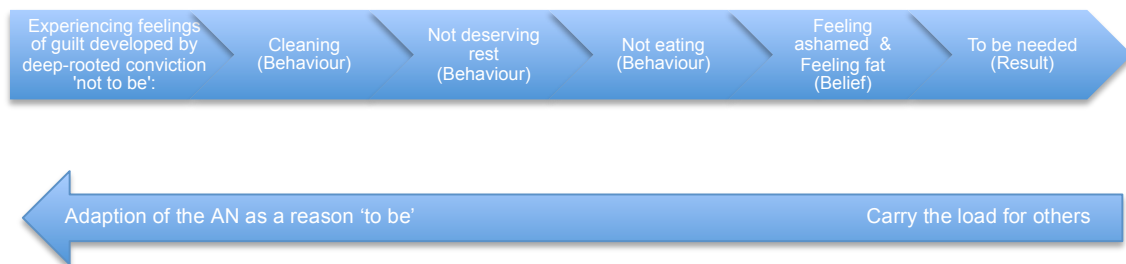 Experiencing feelings
of guilt developed by
deep-rooted conviction
'not to be':
Cleaning
(Behaviour)
Not deserving
rest
(Behaviour)
Not eating
(Behaviour)
Feeling
ashamed &
Feeling fat
(Belief)
To be needed
(Result)
Adaption of the AN as a reason ‘to be’
Carry the load for others